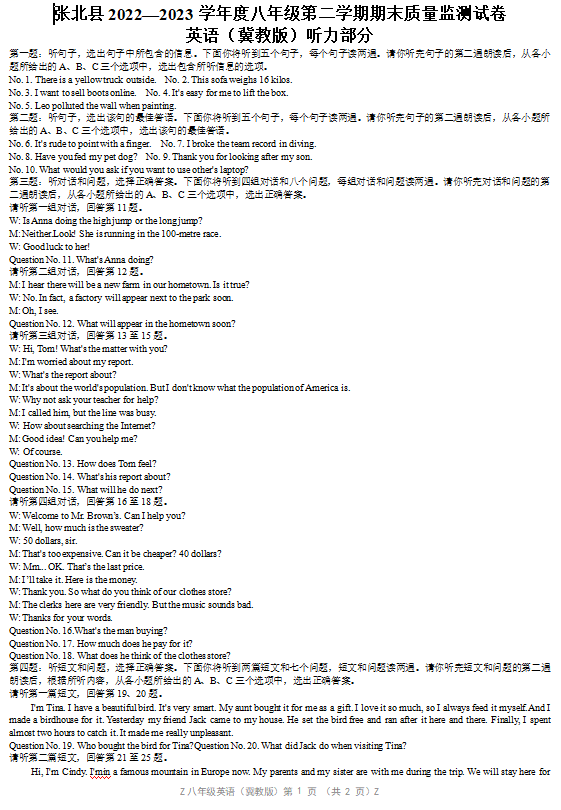 张北县 2022—2023 学年度八年级第二学期期末质量监测试卷
英语（冀教版）听力部分
第一题：听句子，选出句子中所包含的信息。下面你将听到五个句子，每个句子读两遍。请你听完句子的第二遍朗读后，从各小
题所给出的 A、B、C 三个选项中，选出包含所听信息的选项。
No. 1. There is a yellow truck outside. No. 2. This sofa weighs 16 kilos.
No. 3. I want to sell boots online. No. 4. It's easy for me to lift the box.
No. 5. Leo polluted the wall when painting.
第二题：听句子，选出该句的最佳答语。下面你将听到五个句子，每个句子读两遍。请你听完句子的第二遍朗读后，从各小题所
给出的 A、B、C 三个选项中，选出该句的最佳答语。
No. 6. It's rude to point with a finger. No. 7. I broke the team record in diving.
No. 8. Have you fed my pet dog? No. 9. Thank you for looking after my son.
No. 10. What would you ask if you want to use other's laptop?
第三题：听对话和问题，选择正确答案。下面你将听到四组对话和八个问题，每组对话和问题读两遍。请你听完对话和问题的第
二遍朗读后，从各小题所给出的 A、B、C 三个选项中，选出正确答案。
请听第一组对话，回答第 11 题。
W: Is Anna doing the high jump or the long jump?
M: Neither.Look! She is running in the 100-metre race.
W: Good luck to her!
Question No. 11. What's Anna doing?
请听第二组对话，回答第 12 题。
M: I hear there will be a new farm in our hometown. Is it true?
W: No. In fact, a factory will appear next to the park soon.
M: Oh, I see.
Question No. 12. What will appear in the hometown soon?
请听第三组对话，回答第 13 至 15 题。
W: Hi, Tom! What's the matter with you?
M: I'm worried about my report.
W: What's the report about?
M: It's about the world's population. But I don't know what the population of America is.
W: Why not ask your teacher for help?
M: I called him, but the line was busy.
W: How about searching the Internet?
M: Good idea! Can you help me?
W: Of course.
Question No. 13. How does Tom feel?
Question No. 14. What's his report about?
Question No. 15. What will he do next?
请听第四组对话，回答第 16 至 18 题。
W: Welcome to Mr. Brown's. Can I help you?
M: Well, how much is the sweater?
W: 50 dollars, sir.
M: That's too expensive. Can it be cheaper? 40 dollars?
W: Mm... OK. That's the last price.
M: I'll take it. Here is the money.
W: Thank you. So what do you think of our clothes store?
M: The clerks here are very friendly. But the music sounds bad.
W: Thanks for your words.
Question No. 16.What's the man buying?
Question No. 17. How much does he pay for it?
Question No. 18. What does he think of the clothes store?
第四题：听短文和问题，选择正确答案。下面你将听到两篇短文和七个问题，短文和问题读两遍。请你听完短文和问题的第二遍
朗读后，根据所听内容，从各小题所给出的 A、B、C 三个选项中，选出正确答案。
请听第一篇短文，回答第 19、20 题。
I'm Tina. I have a beautiful bird. It's very smart. My aunt bought it for me as a gift. I love it so much, so I always feed it myself.And I
made a birdhouse for it. Yesterday my friend Jack came to my house. He set the bird free and ran after it here and there. Finally, I spent
almost two hours to catch it. It made me really unpleasant.
Question No. 19. Who bought the bird for Tina?Question No. 20. What did Jack do when visiting Tina?
请听第二篇短文，回答第 21 至 25 题。
Hi, I'm Cindy. I'min a famous mountain in Europe now. My parents and my sister are with me during the trip. We will stay here for
Z 八年级英语（冀教版）第 1 页 （共 2 页）Z